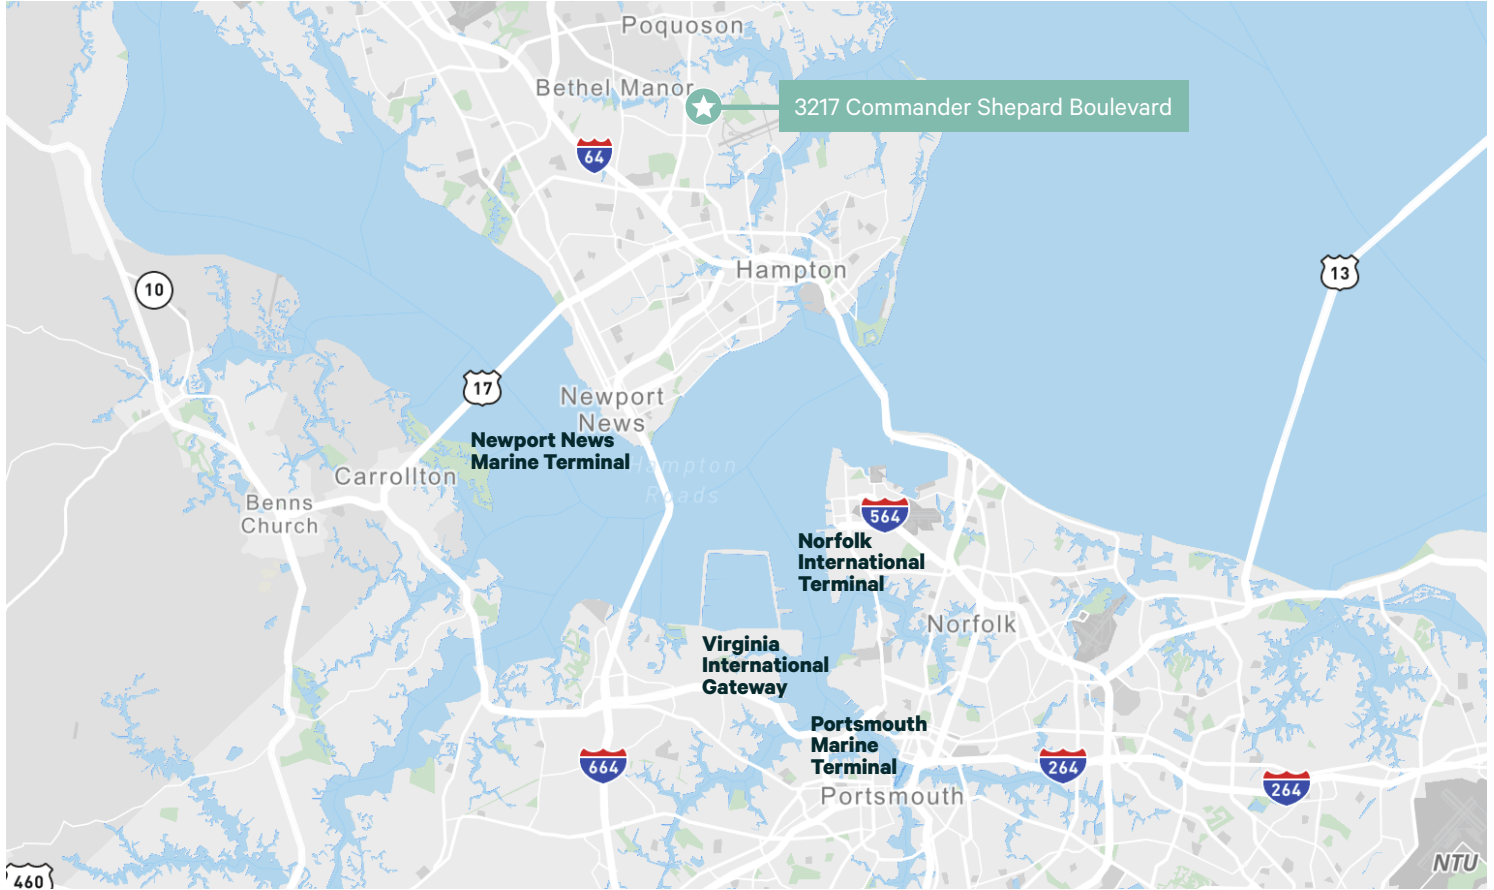 Poquoson
Bethel Manor
3217 Commander Shepard Boulevard
64
Hampton
13
10
17
Newport
News
Newport News
Marine Terminal
Hampton
Roads
Carrollton
Benns
Church
564
Norfolk
International
Terminal
Norfolk
Virginia
International
Gateway
Portsmouth
Marine
Terminal
664
264
264
Portsmouth
NTU
460